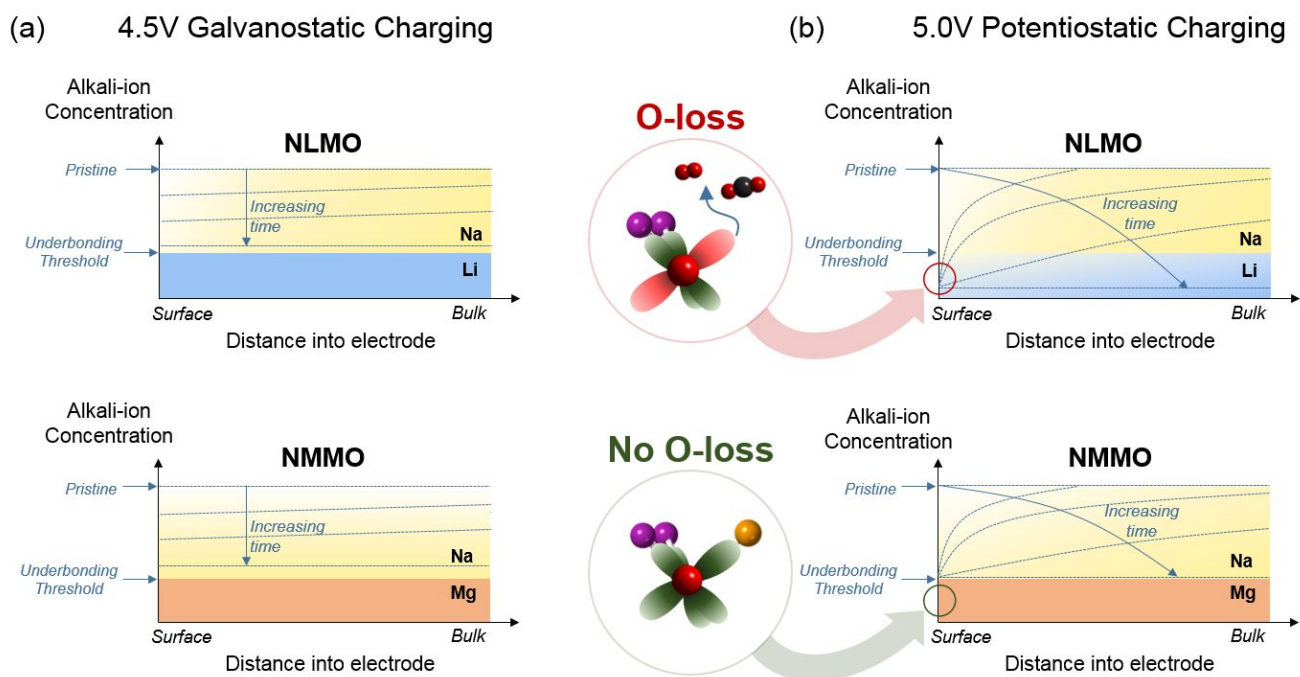 (a) 4.5V Galvanostatic Charging
Alkali-ion
Concentration
NLMO
Pristine
Increasing
time
Underbonding
Threshold
Na
Li
Surface
Bulk
Distance into electrode
Alkali-ion
Concentration
NMMO
Pristine
Increasing
time
Underbonding
Threshold
Na
Mg
Surface
Bulk
Distance into electrode
O-loss
No O-loss
(b) 5.0V Potentiostatic Charging
Alkali-ion
Concentration
NLMO
Pristine
Increasing
time
Underbonding
Threshold
Na
Li
Surface
Bulk
Distance into electrode
Alkali-ion
Concentration
NMMO
Pristine
Increasing
time
Underbonding
Threshold
Na
Mg
Surface
Bulk
Distance into electrode